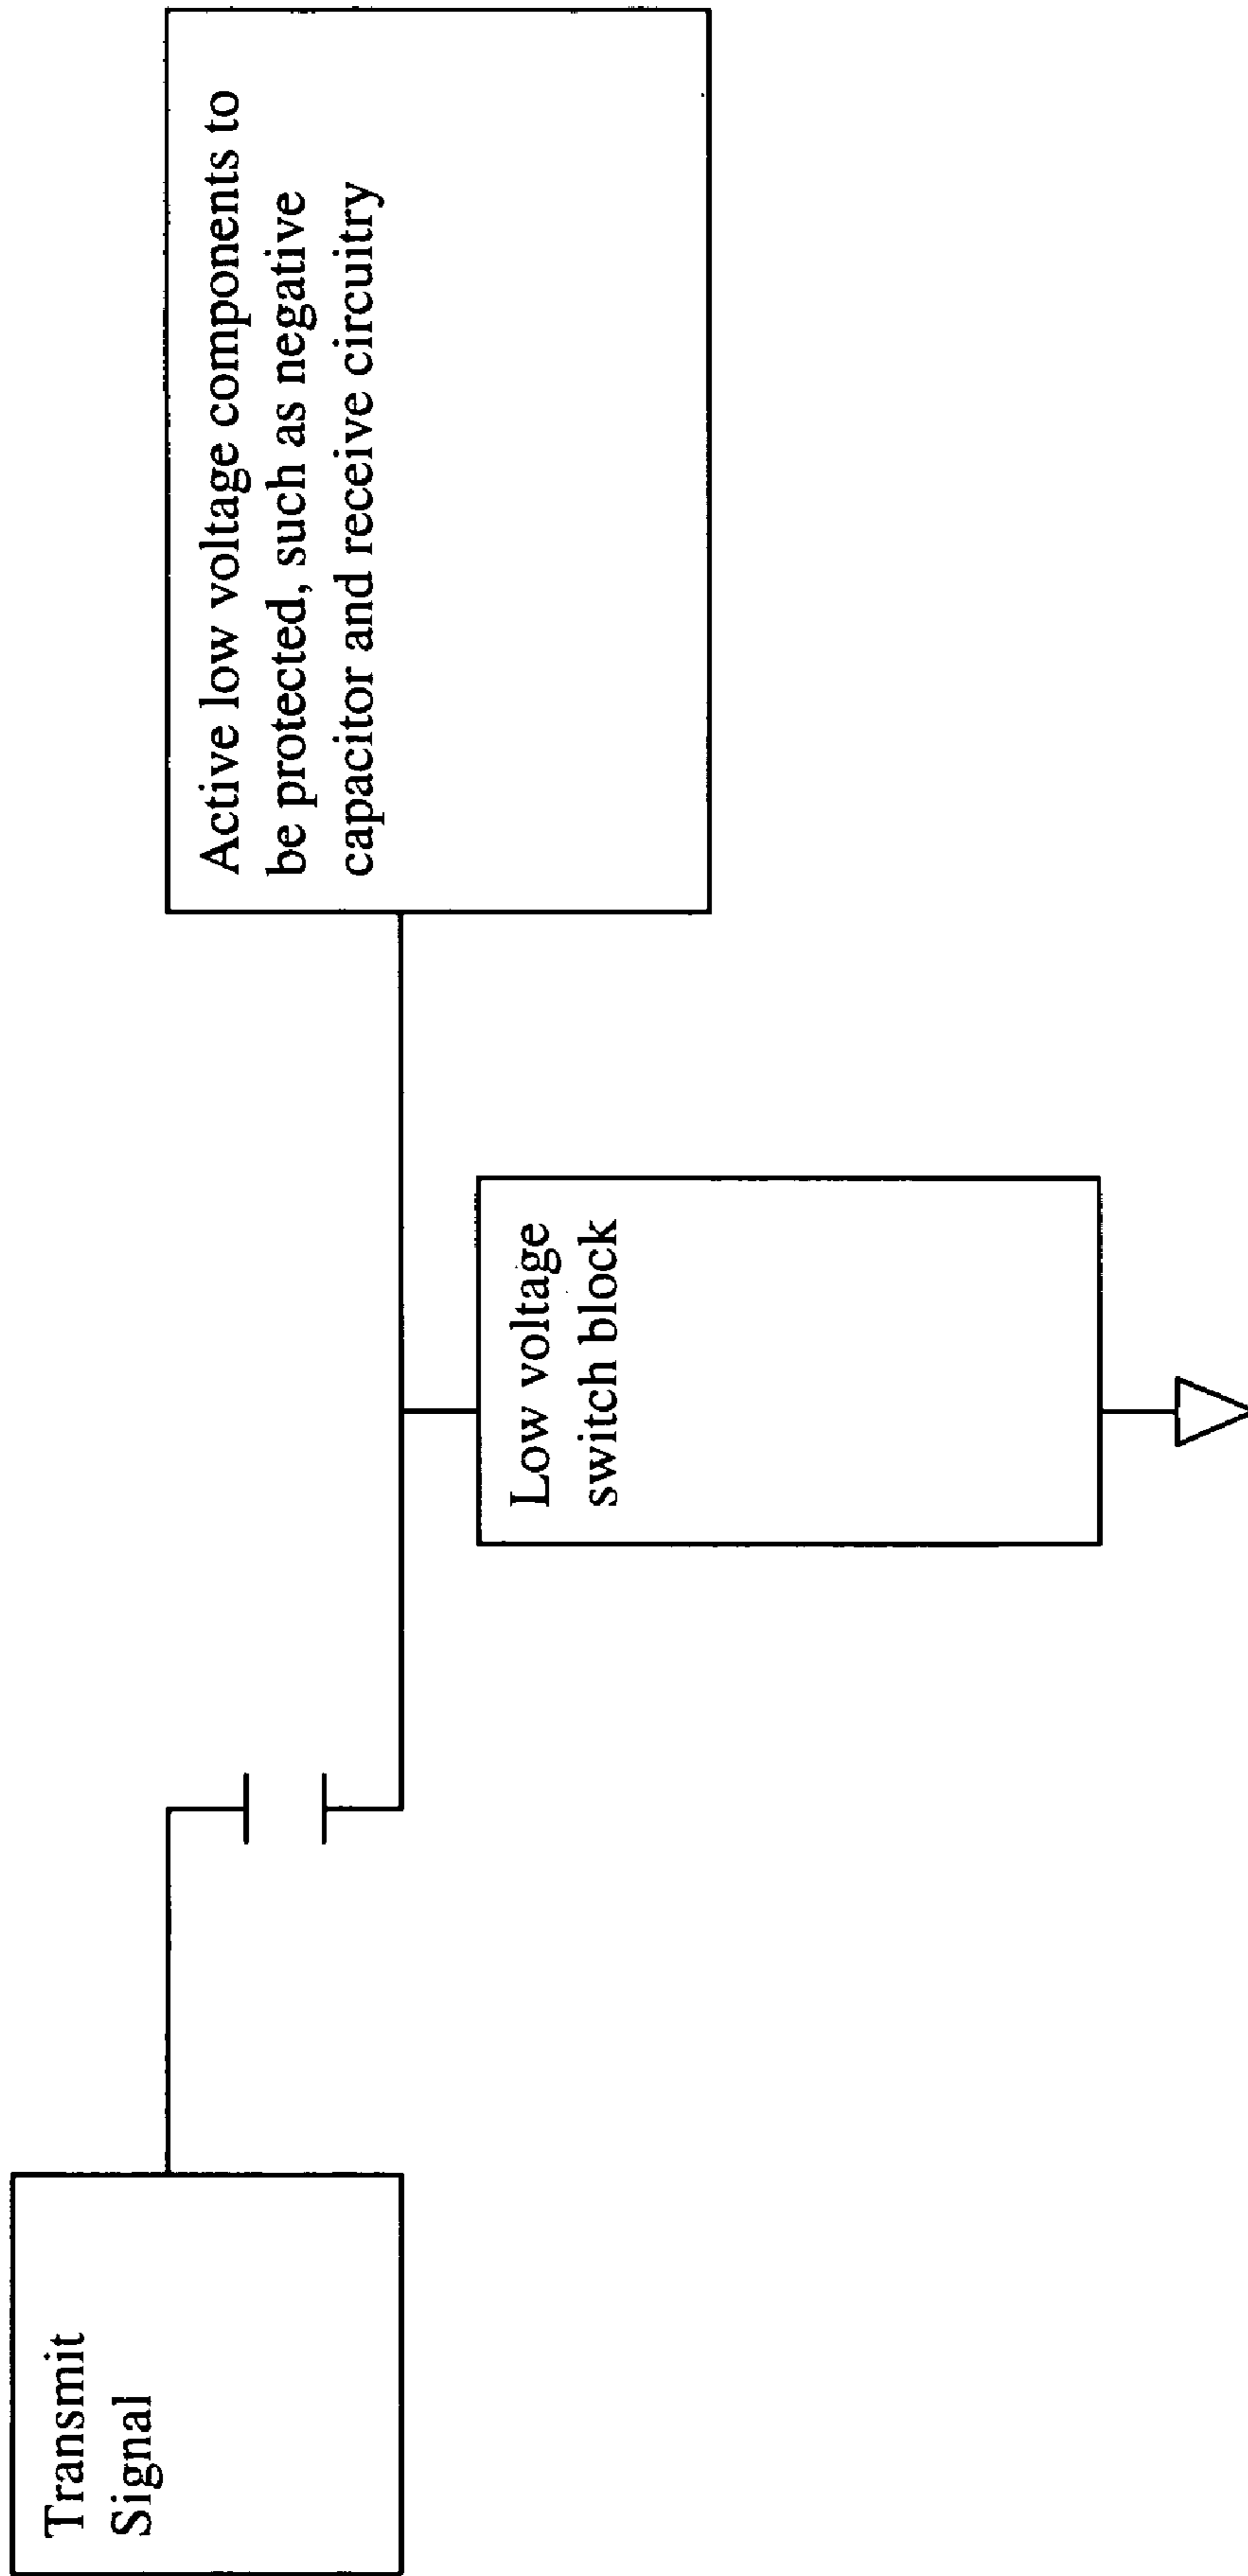 Transmit
Signal
Low voltage
switch block
Active low voltage components to
be protected, such as negative
capacitor and receive circuitry